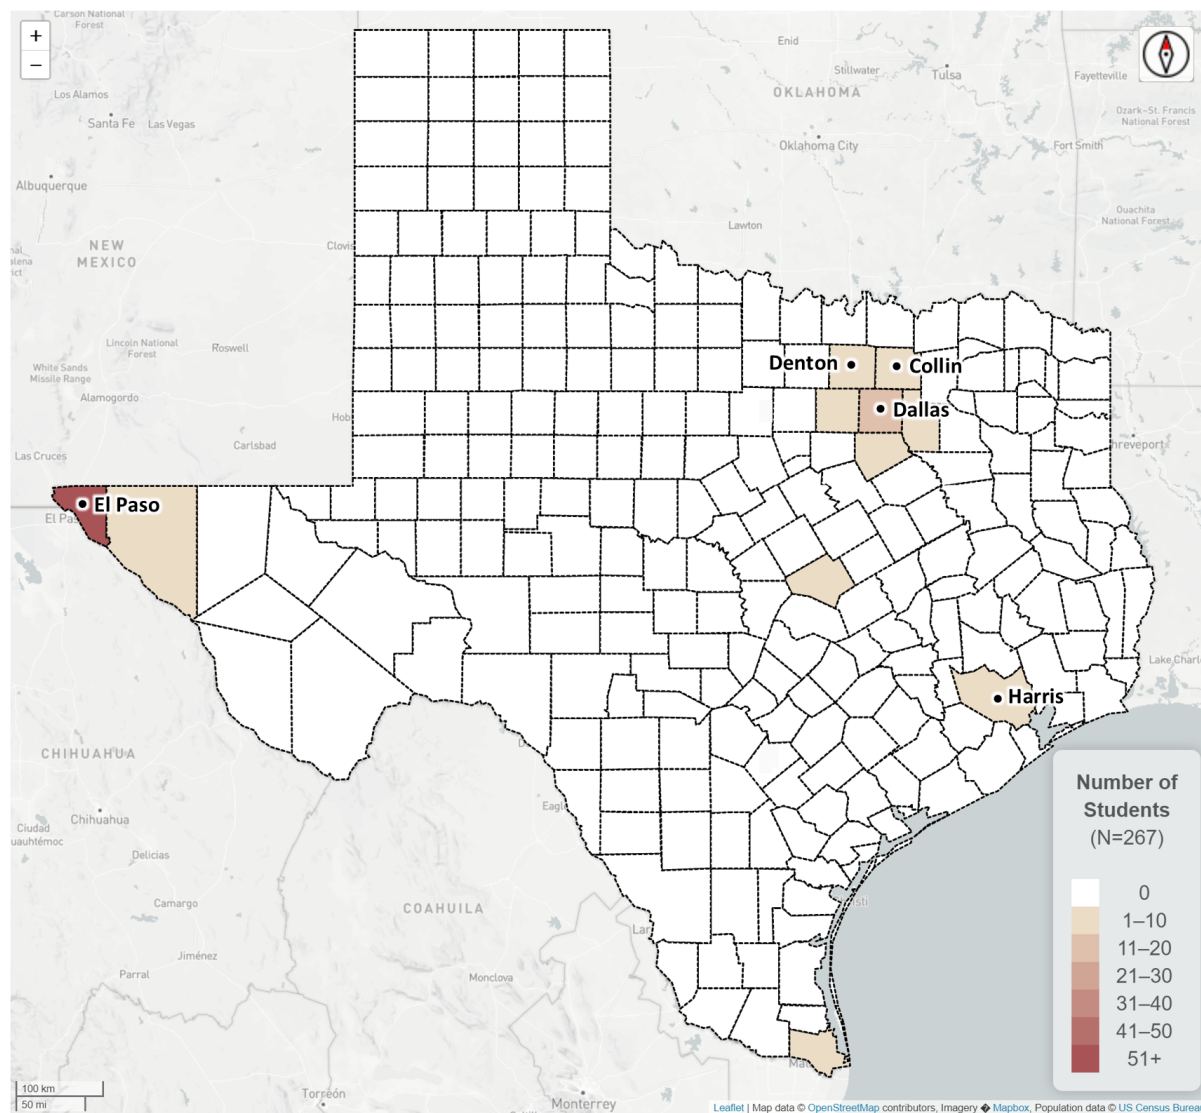 Carson National
Forest
+
−
Enid
Stillwater
Tulsa
Fayetteville
OKLAHOMA
Los Alamos
Santa Fe
Las Vegas
Ozark–St. Francis
National Forest
Oklahoma City
Fort Smith
Albuquerque
Ouachita
National Forest
Lawton
NEW
MEXICO
Clovis
Lincoln National
Forest
Roswell
White Sands
Missile Range
Alamogordo
Denton
Collin
Dallas
Hob
Carlsbad
Las Cruces
hreveport
El Paso
El Pas
Harris
Lake Charl
CHIHUAHUA
Chihuahua
Ciudad
uauhtémoc
Delicias
Eagle
Camargo
COAHUILA
Jiménez
Parral
Monclova
Torreón
Monterrey
Number of
Students
(N=267)
0
1–10
11–20
21–30
31–40
41–50
51+
100 km
50 mi
Leaflet | Map data © OpenStreetMap contributors, Imagery � Mapbox, Population data © US Census Bureau